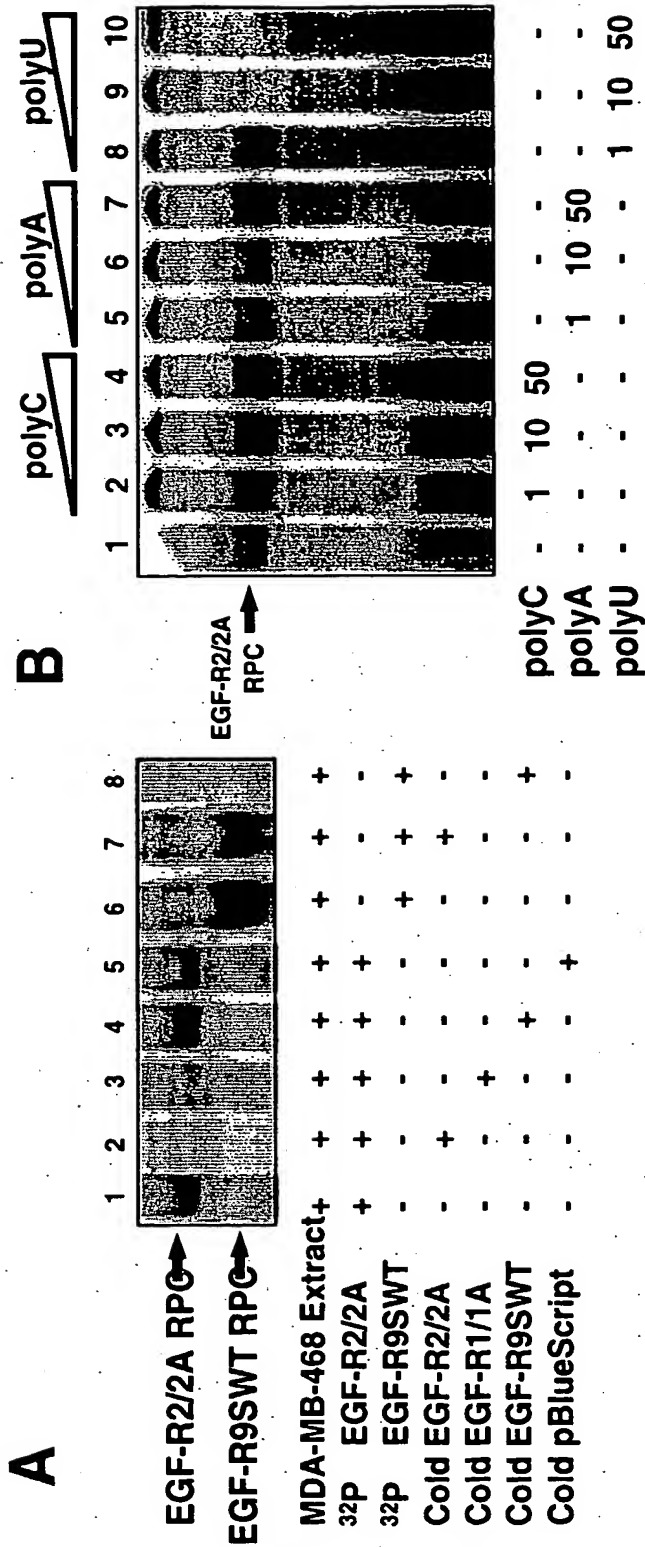 A
1 2 3 4 5 6 7 8
EGF-R2/2A RPC
EGF-R9SWT RPC
MDA-MB-468 Extract + + + + + + + +
32P EGF-R2/2A + + + + + - - -
32P EGF-R9SWT - - - - - + + +
Cold EGF-R2/2A - + - - - - + -
Cold EGF-R1/1A - - + - - - - -
Cold EGF-R9SWT - - - + - - - +
Cold pBlueScript - - - - + - - -
B
polyC polyA polyU
1 2 3 4 5 6 7 8 9 10
EGF-R2/2A
RPC
polyC - 1 10 50 - - - - - -
polyA - - - - 1 10 50 - - -
polyU - - - - - - - 1 10 50